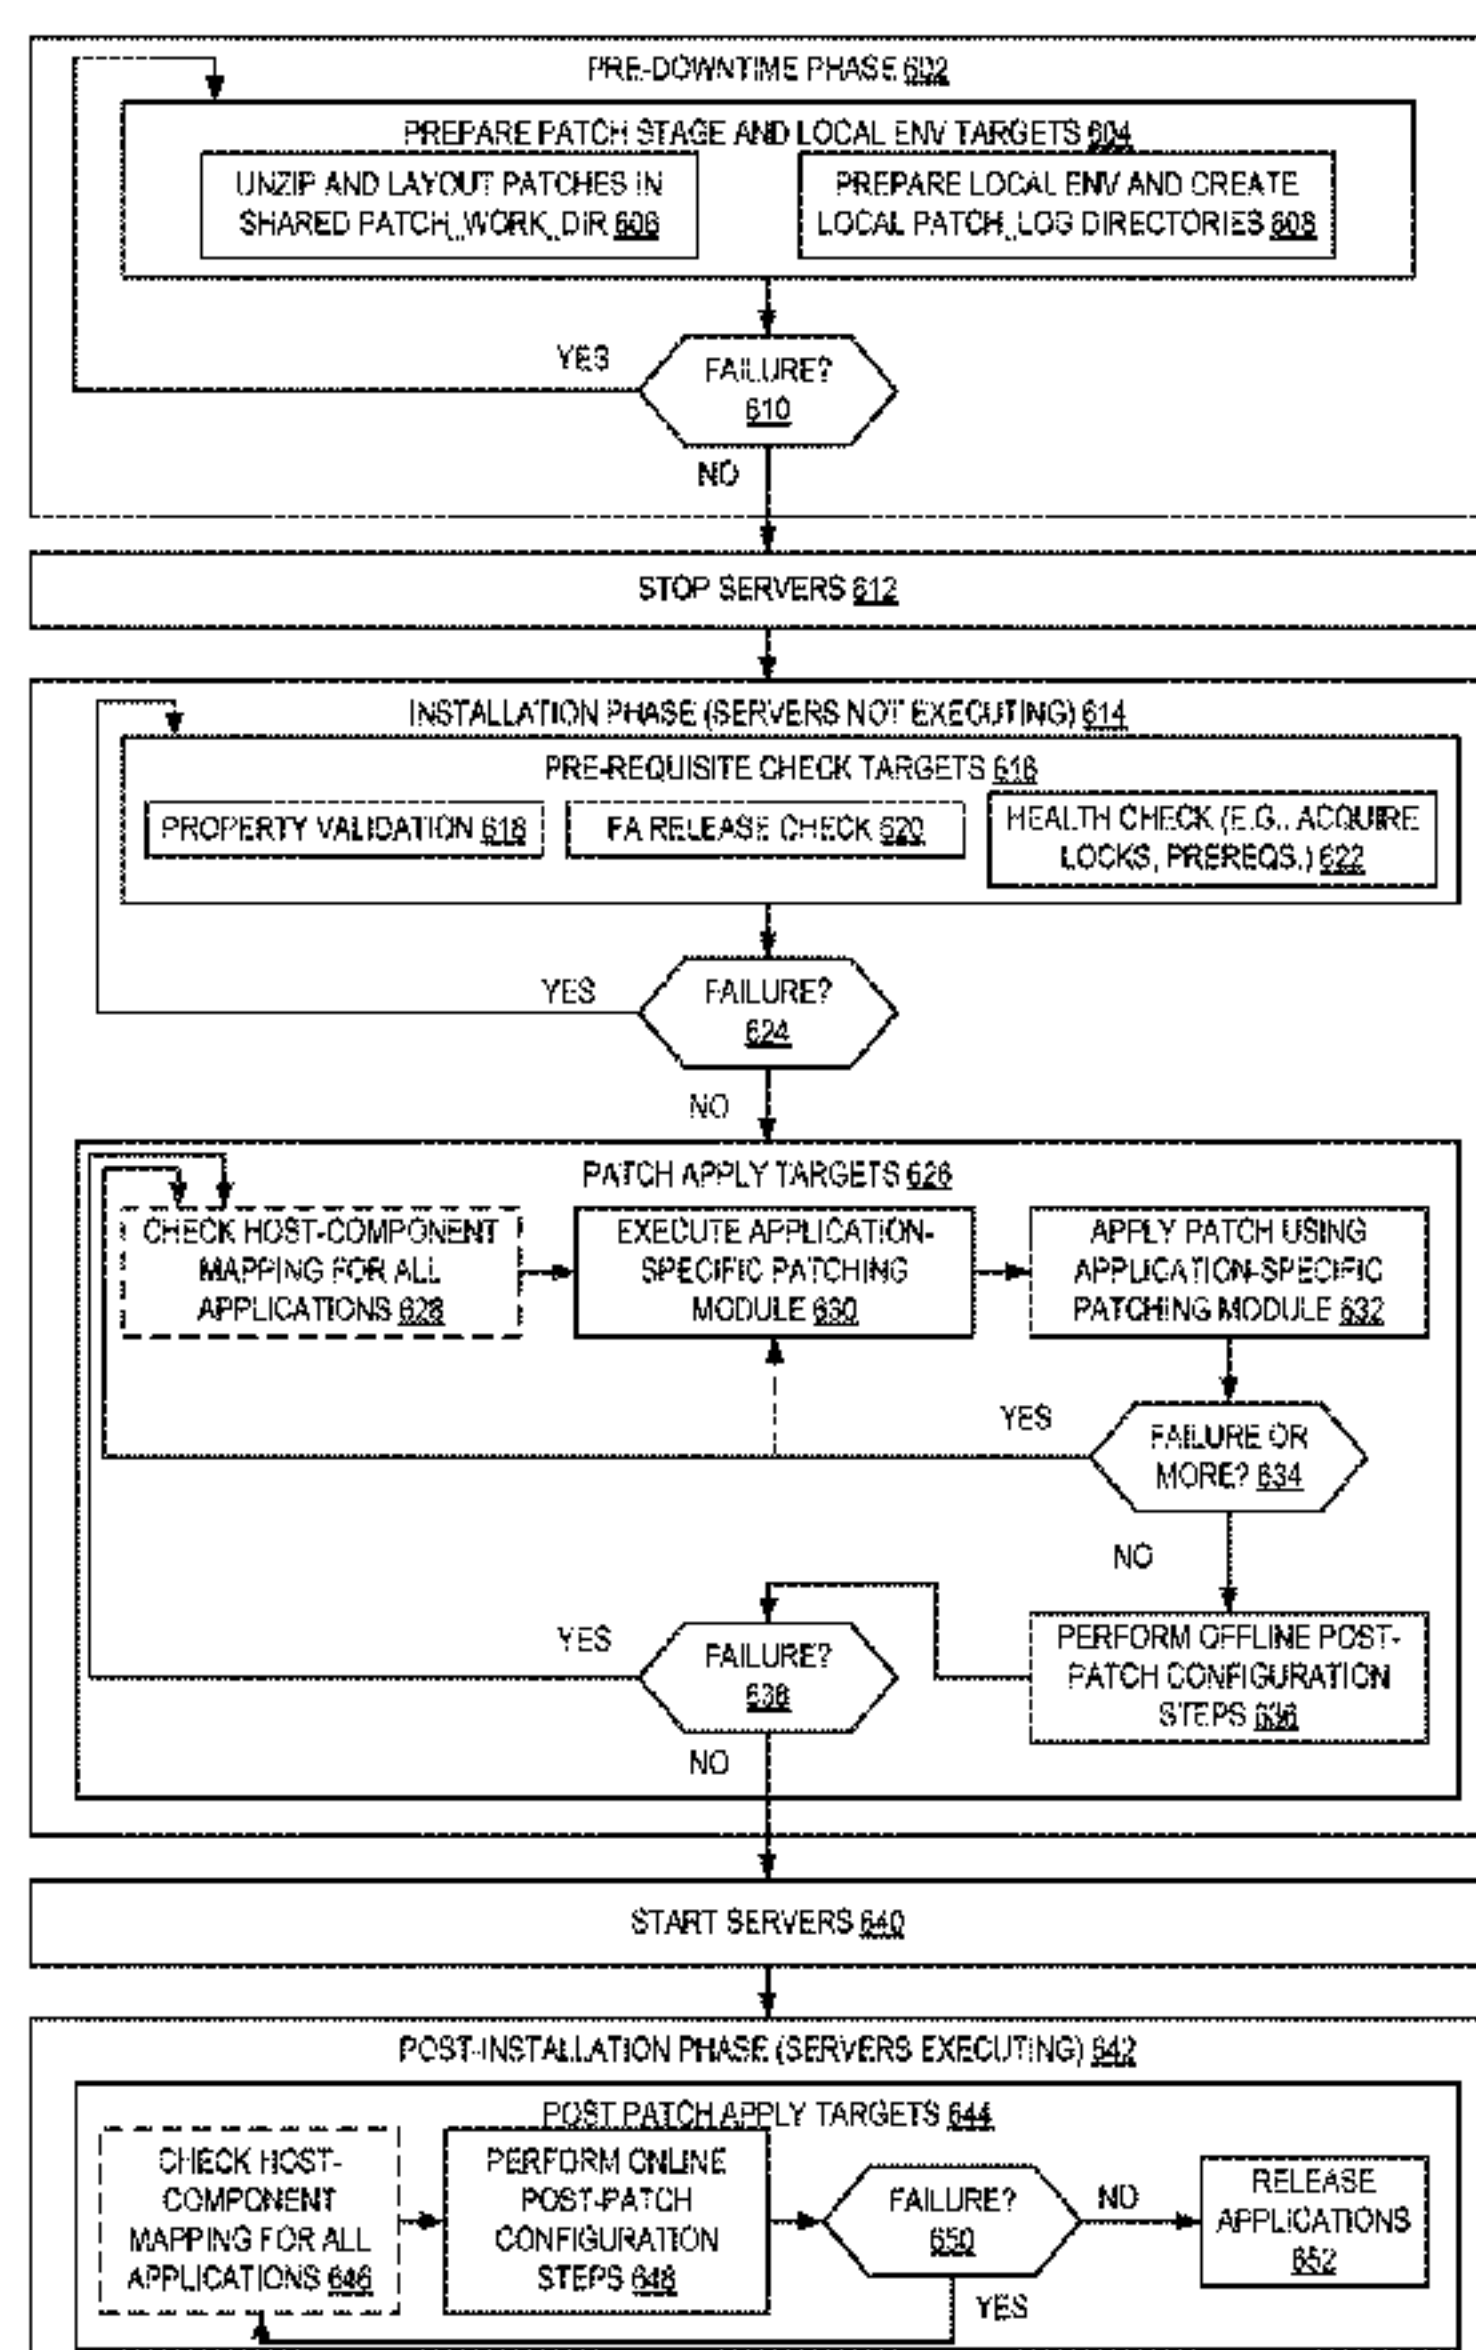 PRE-DOWNTIME PHASE 602
PREPARE PATCH STAGE AND LOCAL ENV TARGETS 604
UNZIP AND LAYOUT PATCHES IN
SHARED PATCH_WORK_DIR 606
PREPARE LOCAL ENV AND CREATE
LOCAL PATCH_LOG DIRECTORIES 608
YES
FAILURE?
610
NO
STOP SERVERS 612
INSTALLATION PHASE (SERVERS NOT EXECUTING) 614
PRE-REQUISITE CHECK TARGETS 616
PROPERTY VALIDATION 618
FA RELEASE CHECK 620
HEALTH CHECK (E.G., ACQUIRE
LOCKS, PREREQS.) 622
YES
FAILURE?
624
NO
PATCH APPLY TARGETS 626
CHECK HOST-COMPONENT
MAPPING FOR ALL
APPLICATIONS 628
EXECUTE APPLICATION-
SPECIFIC PATCHING
MODULE 630
APPLY PATCH USING
APPLICATION-SPECIFIC
PATCHING MODULE 632
YES
FAILURE OR
MORE? 634
NO
YES
FAILURE?
638
PERFORM OFFLINE POST-
PATCH CONFIGURATION
STEPS 636
NO
START SERVERS 640
POST-INSTALLATION PHASE (SERVERS EXECUTING) 642
POST PATCH APPLY TARGETS 644
CHECK HOST-
COMPONENT
MAPPING FOR ALL
APPLICATIONS 646
PERFORM ONLINE
POST-PATCH
CONFIGURATION
STEPS 648
FAILURE?
650
NO
RELEASE
APPLICATIONS
652
YES